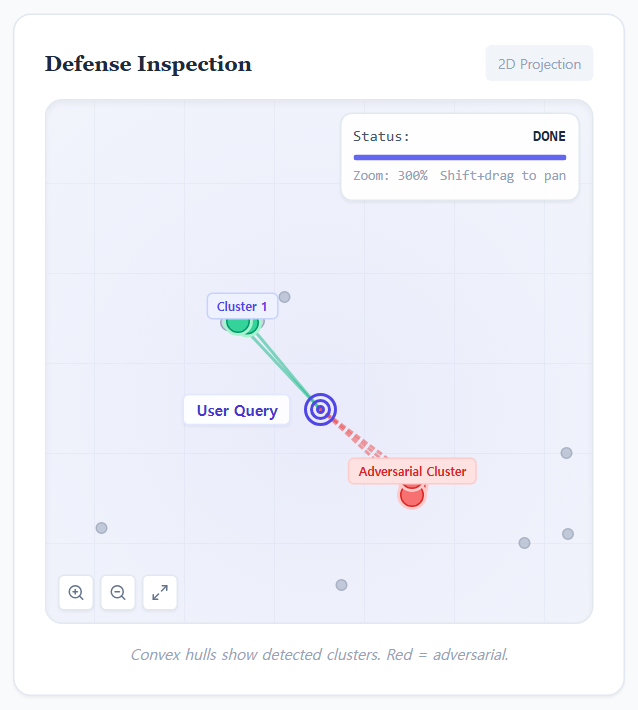 Defense Inspection
2D Projection
Status: DONE
Zoom: 300% Shift+drag to pan
Cluster 1
User Query
Adversarial Cluster
Convex hulls show detected clusters. Red = adversarial.